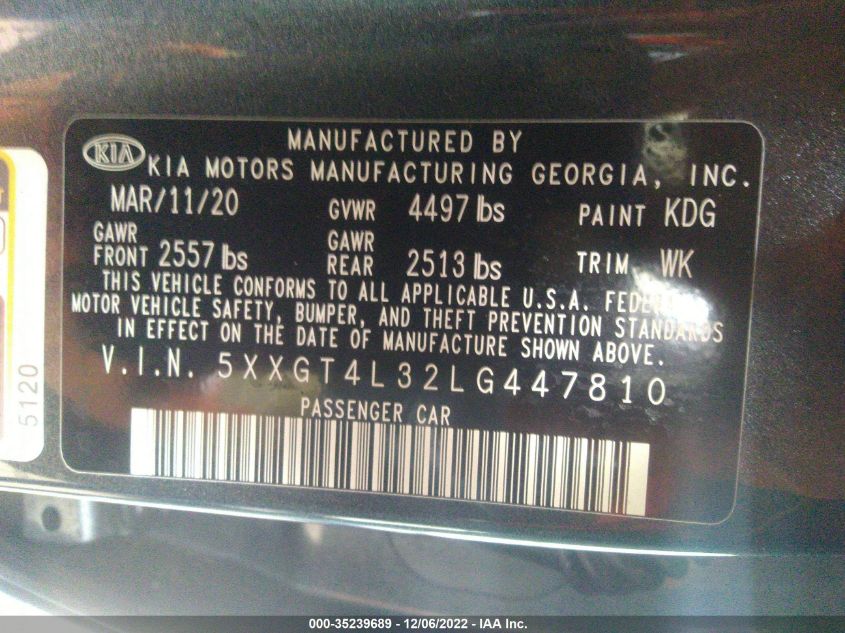 MANUFACTURED BY
KIA
KIA MOTORS MANUFACTURING GEORGIA, INC.
MAR/11/20 GVWR 4497 lbs PAINT KDG
GAWR FRONT 2557 lbs GAWR REAR 2513 lbs TRIM WK
THIS VEHICLE CONFORMS TO ALL APPLICABLE U.S.A.
MOTOR VEHICLE SAFETY, BUMPER, AND THEFT PREVENTION STANDARDS
IN EFFECT ON THE DATE OF MANUFACTURE SHOWN ABOVE.
V.I.N. 5XXGT4L32LG447810
PASSENGER CAR
5120
000-35239689 - 12/06/2022 - IAA Inc.